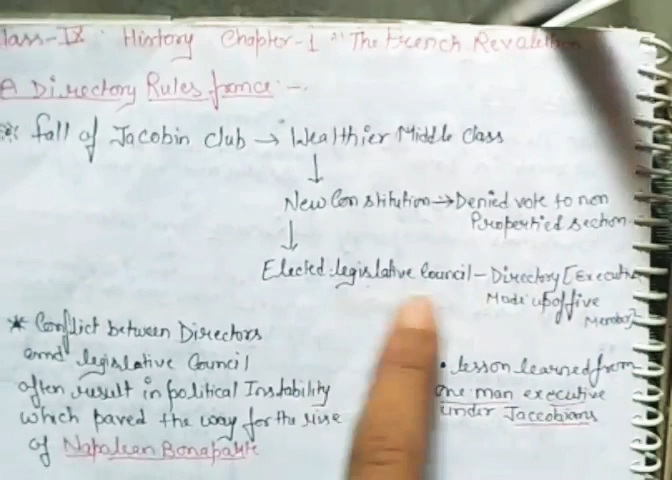 lass-IX History Chapter-1 "The French Revolution
A Directory Rules france :-
fall of Jacobin club → Wealthier Middle class
↓
New Constitution → Denied vote to non
Propertied section
↓
Elected legislative Council - Directory [Executive
Made up of five
Member]
* Conflict between Directors
and legislative Council
often result in political Instability
which paved the way for the rise
of Napolean Bonaparte
• lesson learned from
one man executive
under Jaccobians